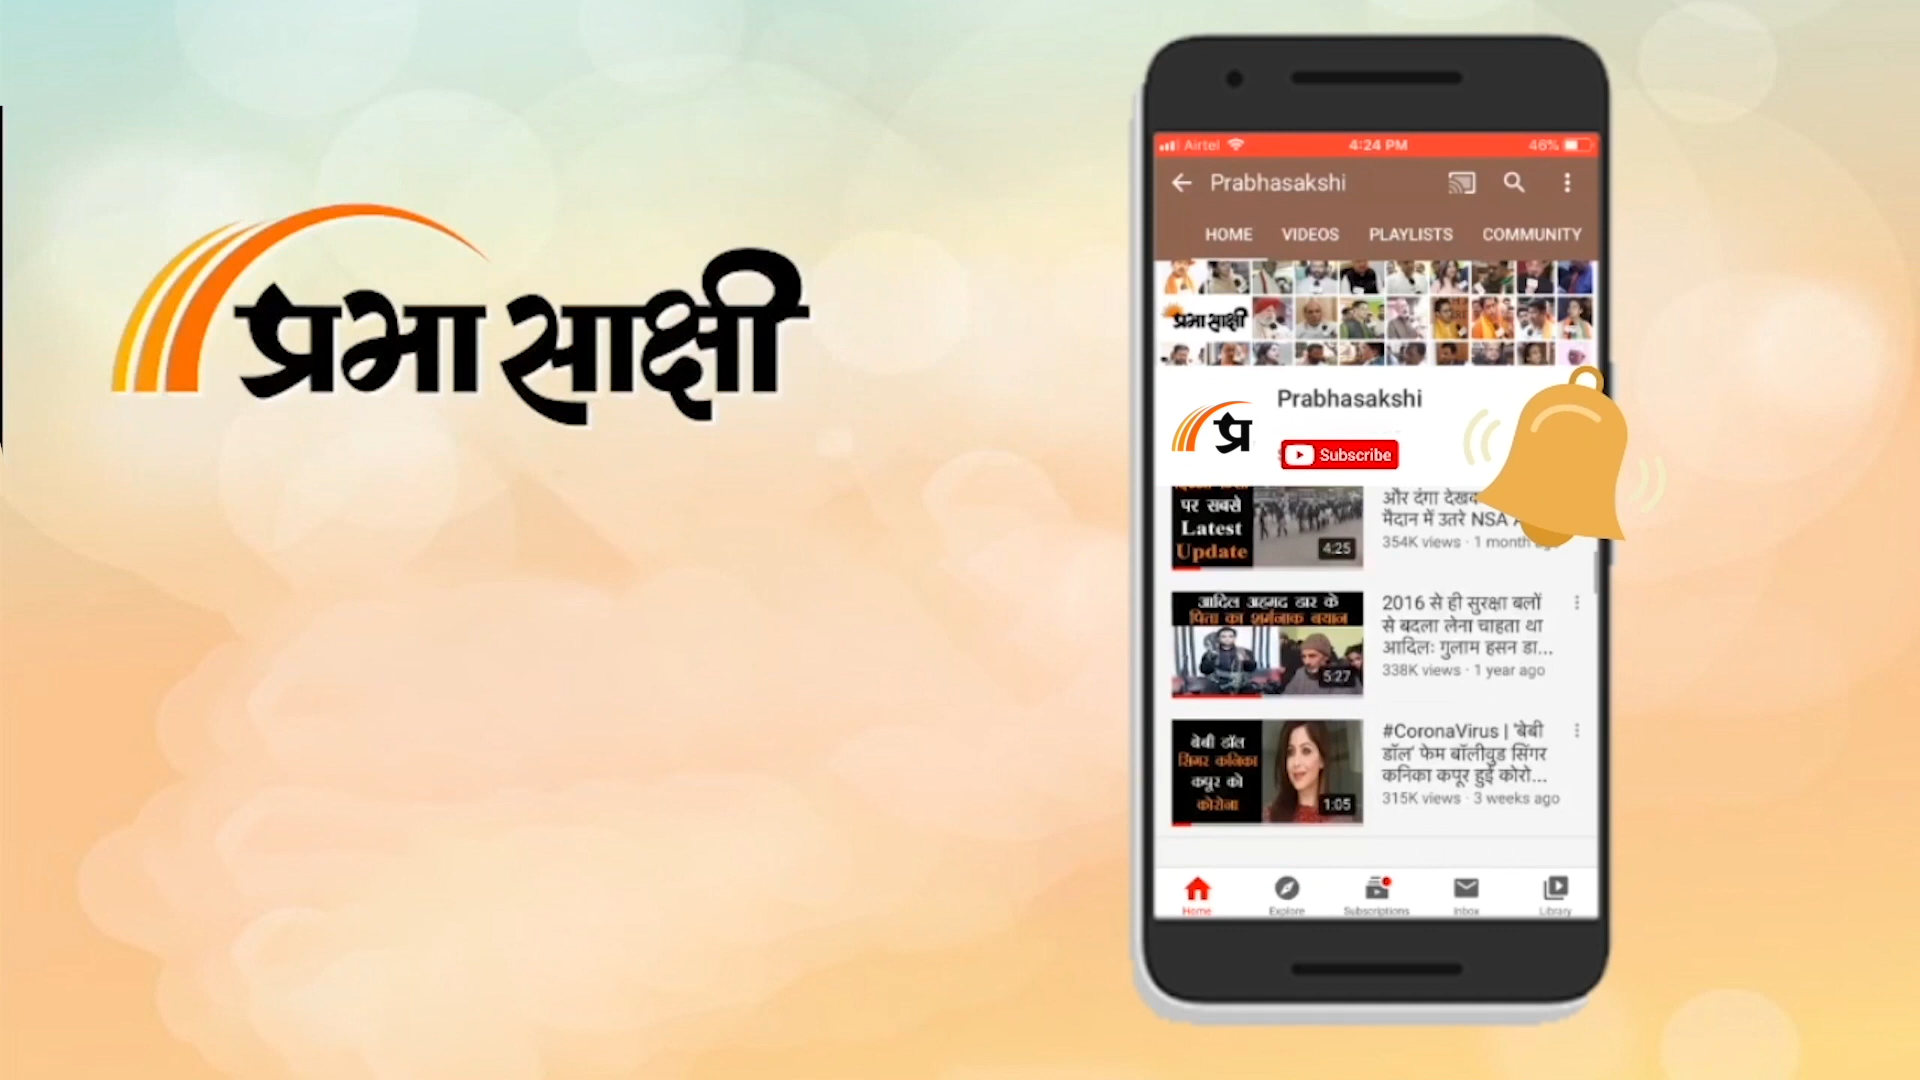 प्रभा साक्षी
Airtel
4:24 PM
46%
Prabhasakshi
HOME
VIDEOS
PLAYLISTS
COMMUNITY
प्रभा साक्षी
Prabhasakshi
प्र
Subscribe
पर सबसे
Latest
Update
4:25
और दंगा
मैदान में उतरे NSA
354K views · 1 month
आदिल अहमद डार के
पिता का शर्मनाक बयान
5:27
2016 से ही सुरक्षा बलों
से बदला लेना चाहता था
आदिलः गुलाम हसन डा...
338K views · 1 year ago
बेबी डॉल
सिंगर कनिका
कपूर को
कोरोना
1:05
#CoronaVirus | 'बेबी
डॉल' फेम बॉलीवुड सिंगर
कनिका कपूर हुईं कोरो...
315K views · 3 weeks ago
Home
Explore
Subscriptions
Inbox
Library